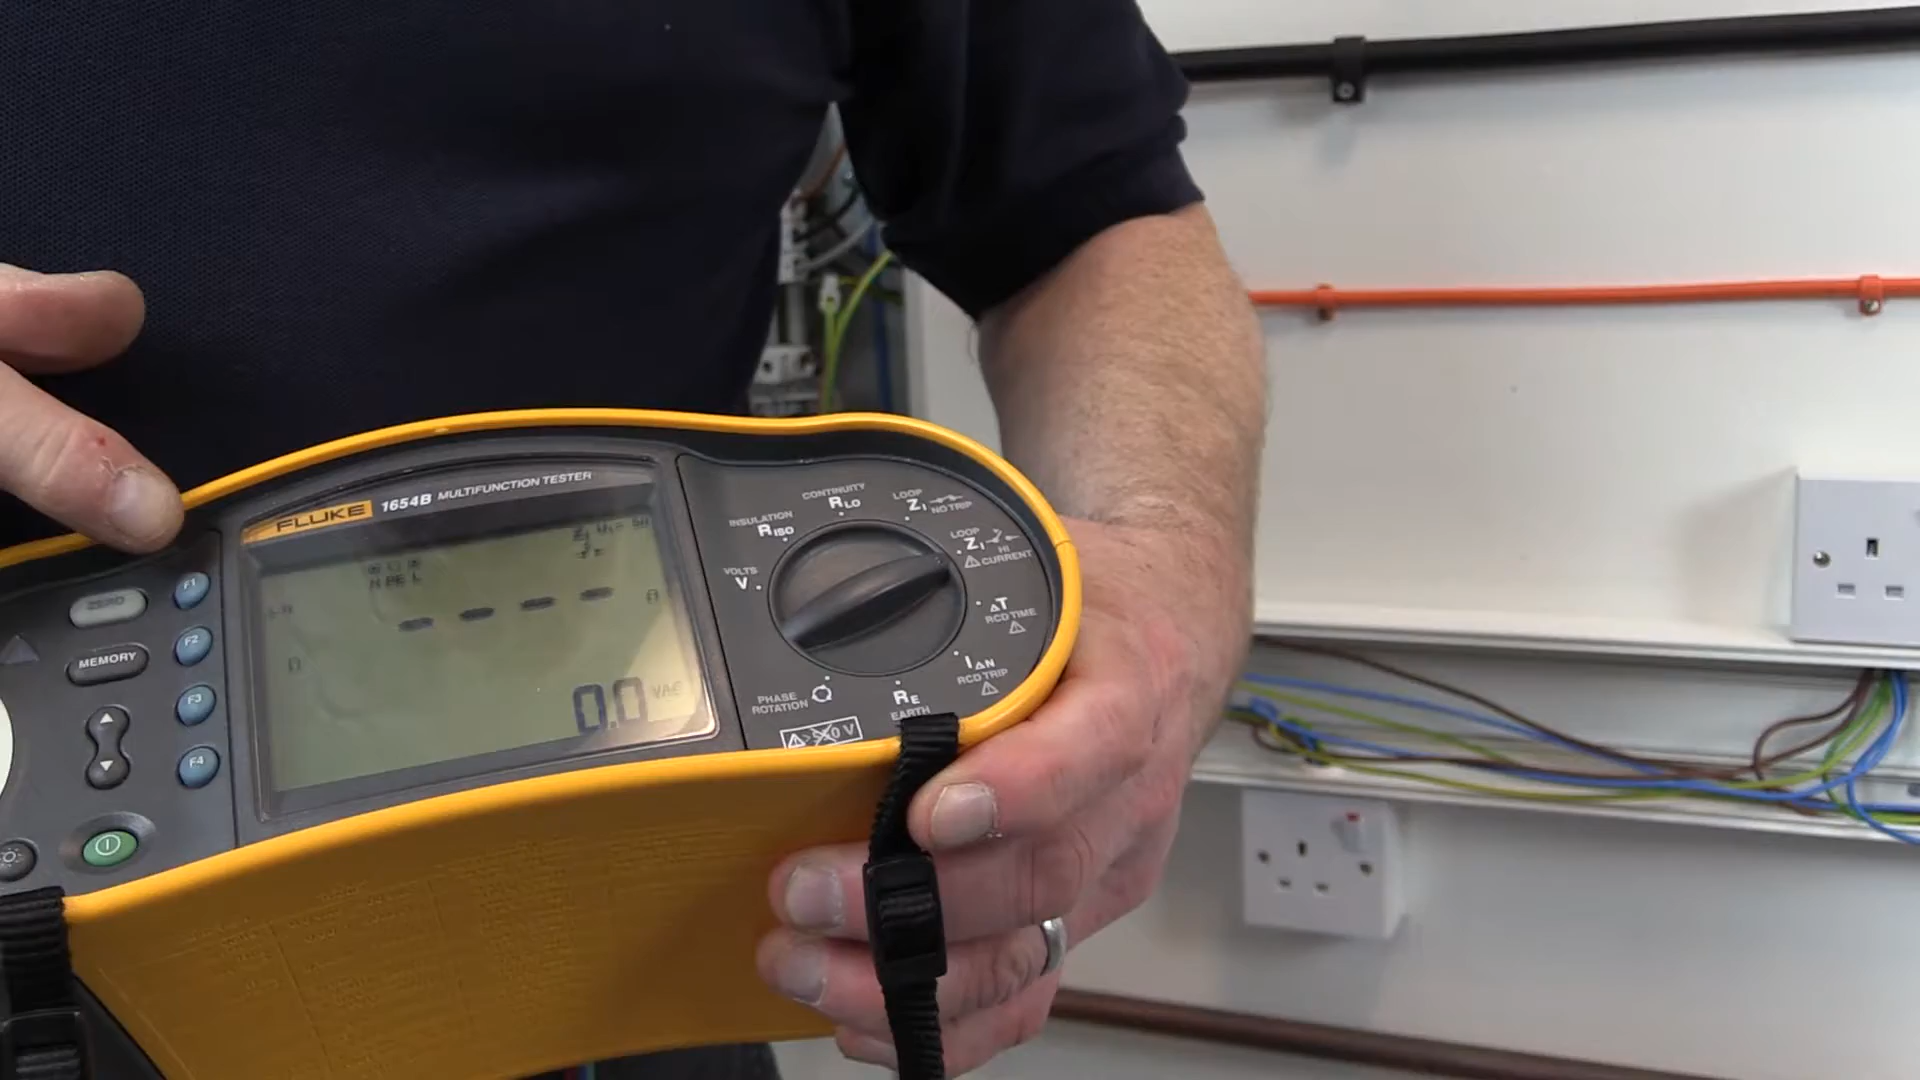 FLUKE 1654B MULTIFUNCTION TESTER
ZERO
MEMORY
F1
F2
F3
F4
N PE L
0.0 VAC
VOLTS
V
INSULATION
RISO
CONTINUITY
RLO
LOOP
ZI NO TRIP
LOOP
ZI HI CURRENT
ΔT
RCD TIME
IΔN
RCD TRIP
RE
EARTH
PHASE
ROTATION